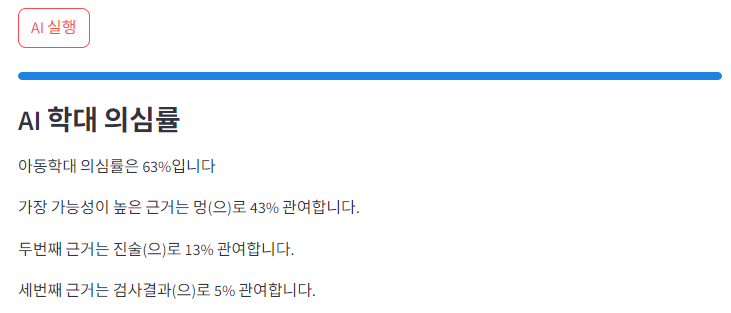 AI 실행
AI 학대 의심률
아동학대 의심률은 63%입니다
가장 가능성이 높은 근거는 멍(으)로 43% 관여합니다.
두번째 근거는 진술(으)로 13% 관여합니다.
세번째 근거는 검사결과(으)로 5% 관여합니다.